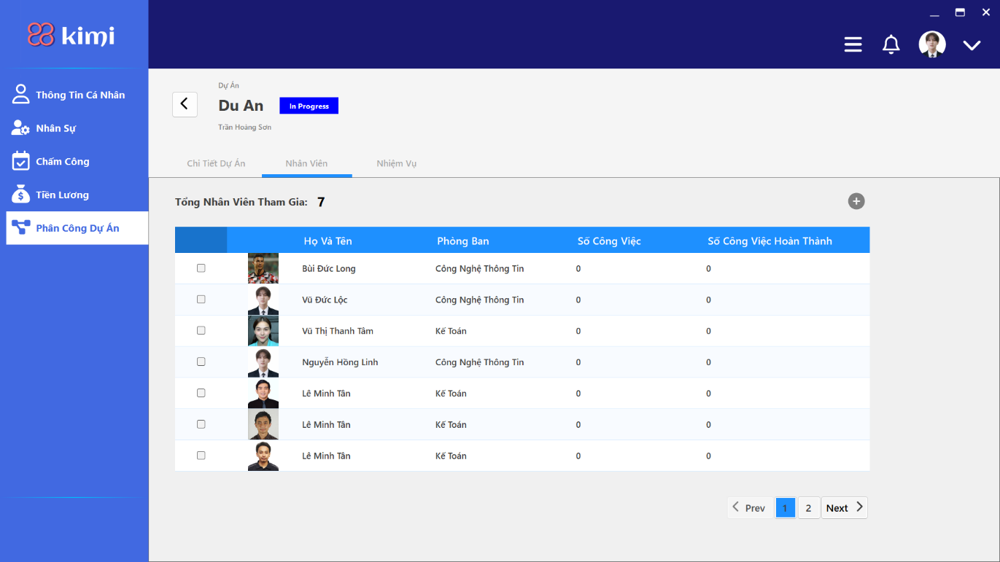 kimi
Thông Tin Cá Nhân
Nhân Sự
Chấm Công
Tiền Lương
Phân Công Dự Án
Dự Án
Du An
In Progress
Trần Hoảng Sơn
Chi Tiết Dự Án Nhân Viên Nhiệm Vụ
Tổng Nhân Viên Tham Gia: 7
Họ Và Tên Phòng Ban Số Công Việc Số Công Việc Hoàn Thành
Bùi Đức Long Công Nghệ Thông Tin 0 0
Vũ Đức Lộc Công Nghệ Thông Tin 0 0
Vũ Thị Thanh Tâm Kế Toán 0 0
Nguyễn Hồng Linh Công Nghệ Thông Tin 0 0
Lê Minh Tân Kế Toán 0 0
Lê Minh Tân Kế Toán 0 0
Lê Minh Tân Kế Toán 0 0
Prev 1 2 Next